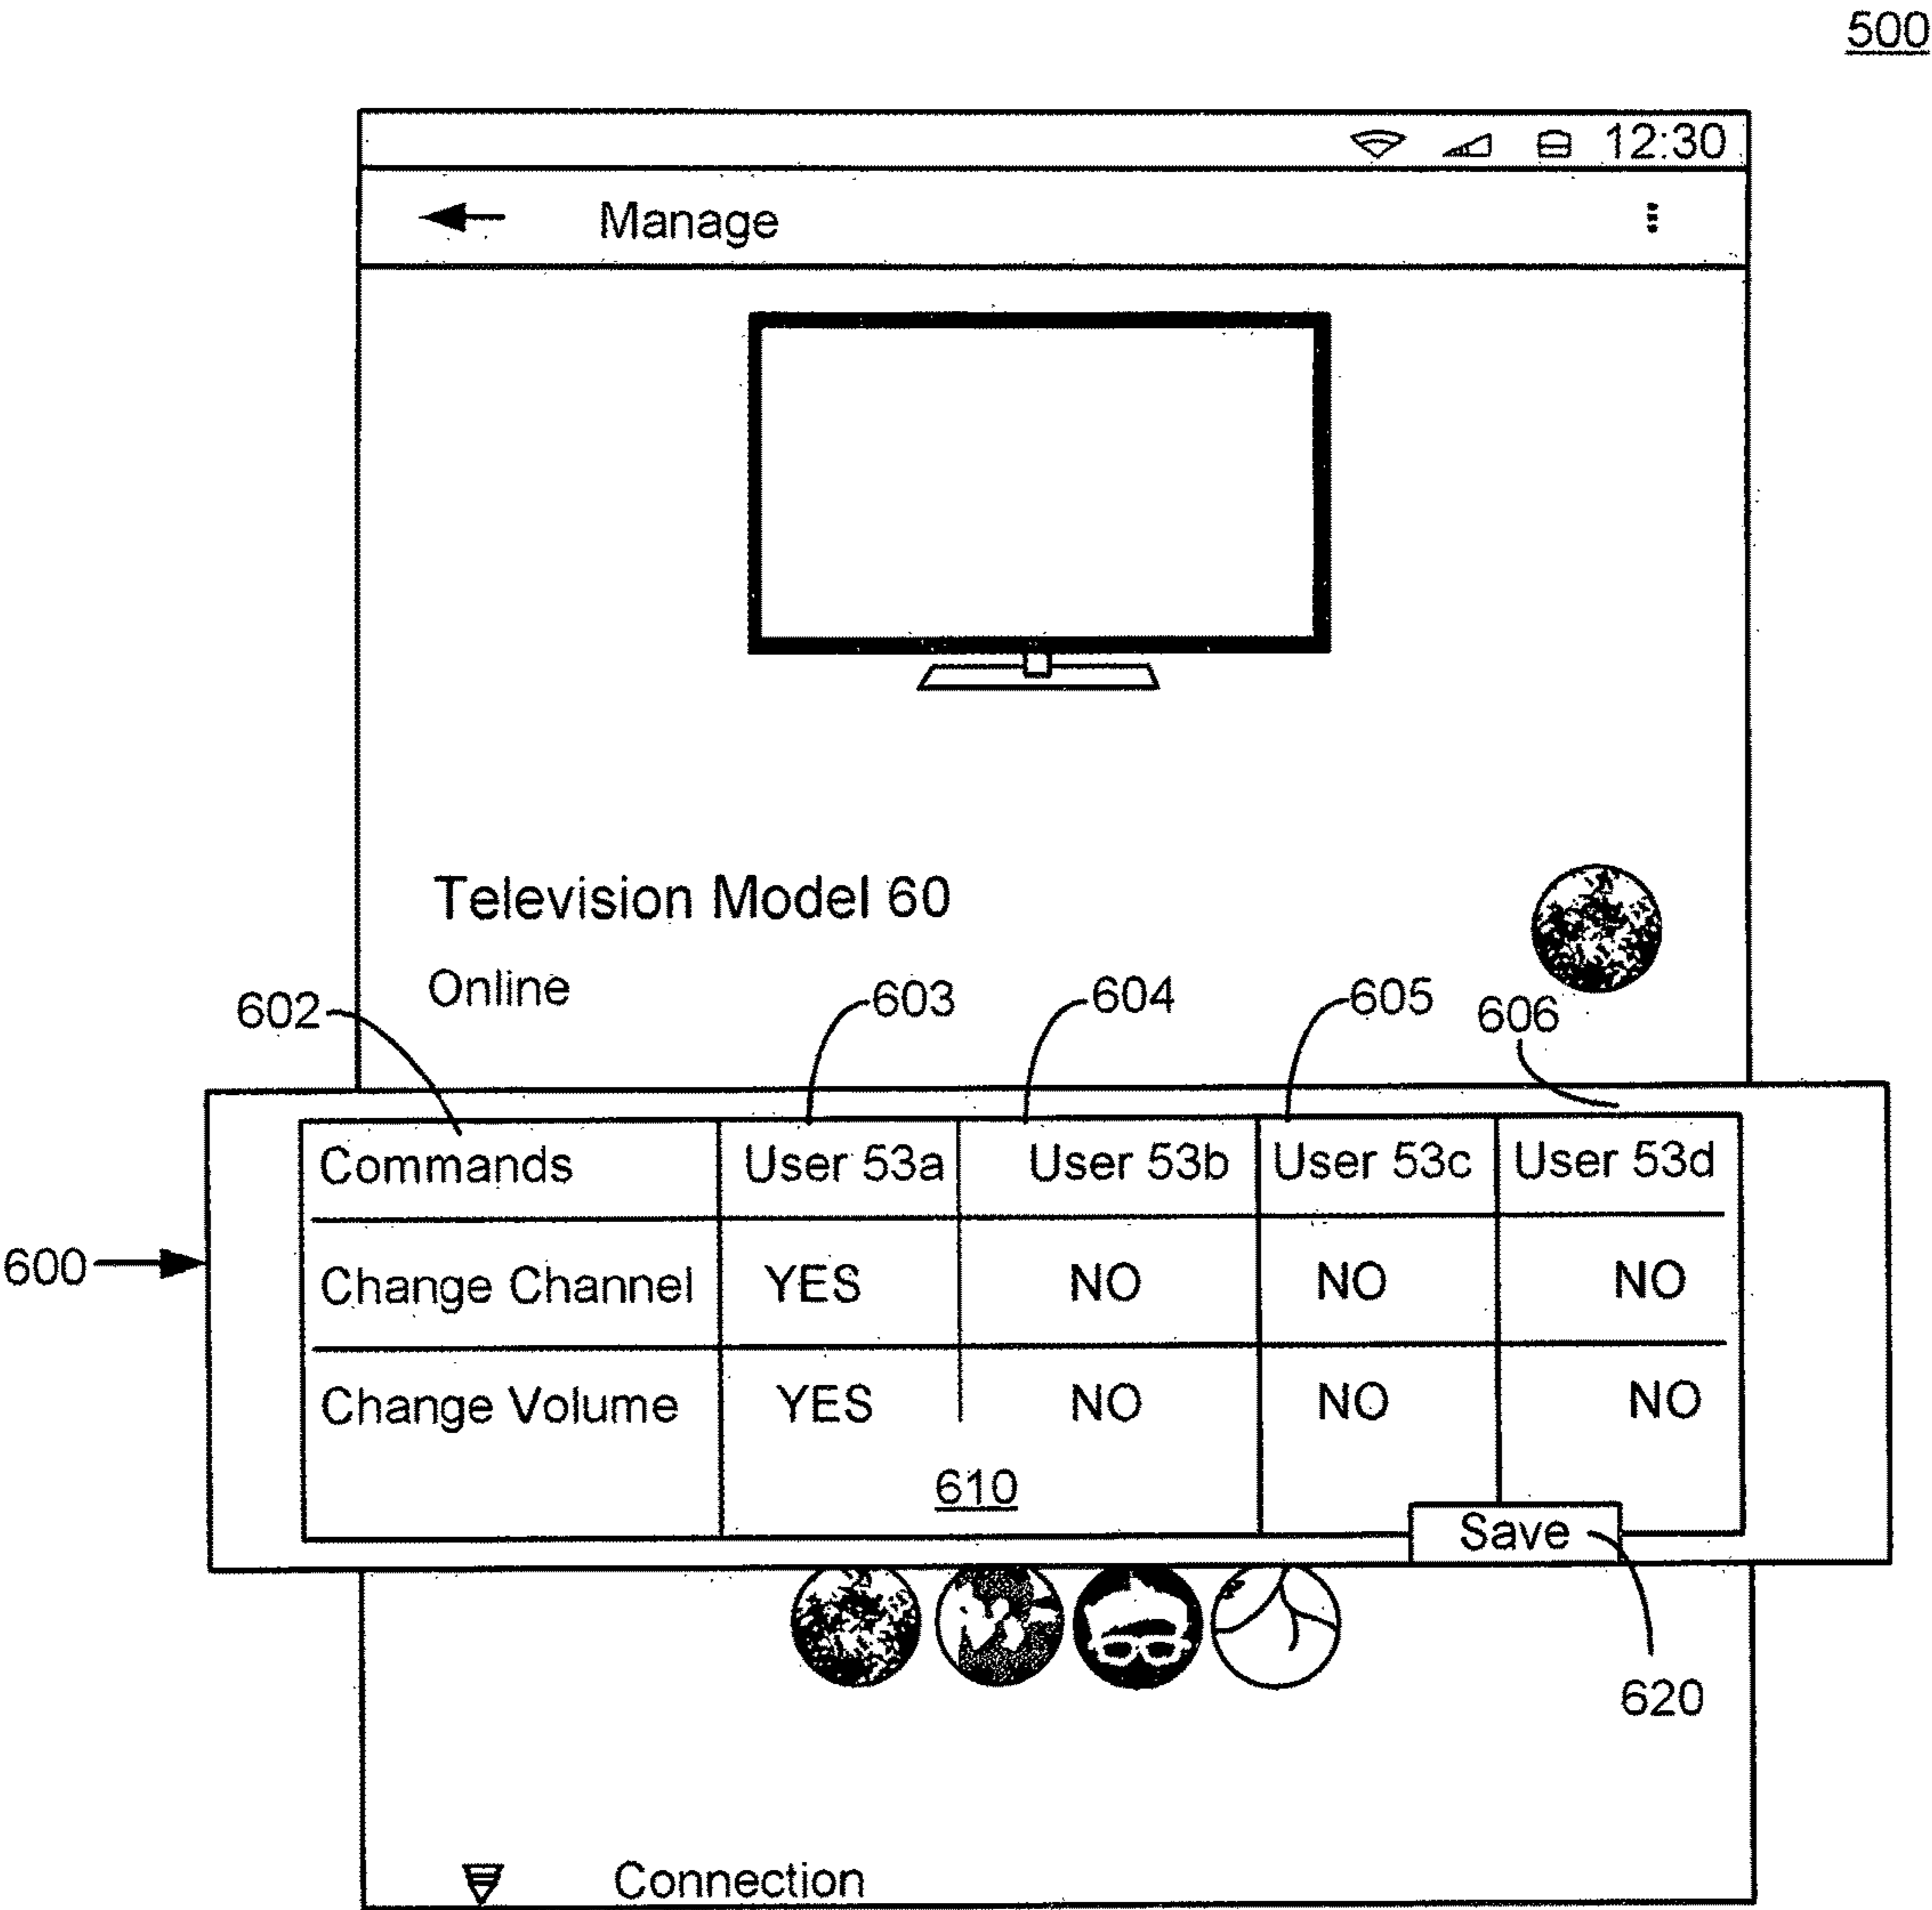 500
12:30
Manage
Television Model 60
Online
602 603 604 605 606
Commands User 53a User 53b User 53c User 53d
600
Change Channel YES NO NO NO
Change Volume YES NO NO NO
610
Save
620
Connection